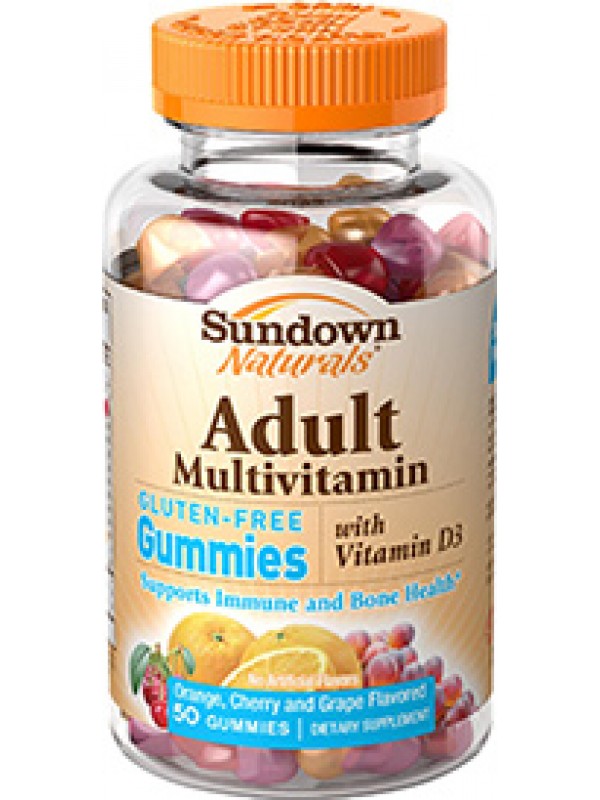 Sundown
Naturals®
Adult
Multivitamin
GLUTEN-FREE
Gummies
with
Vitamin D3
Supports Immune and Bone Health*
No Artificial Flavors
Orange, Cherry and Grape Flavored
50 GUMMIES | DIETARY SUPPLEMENT